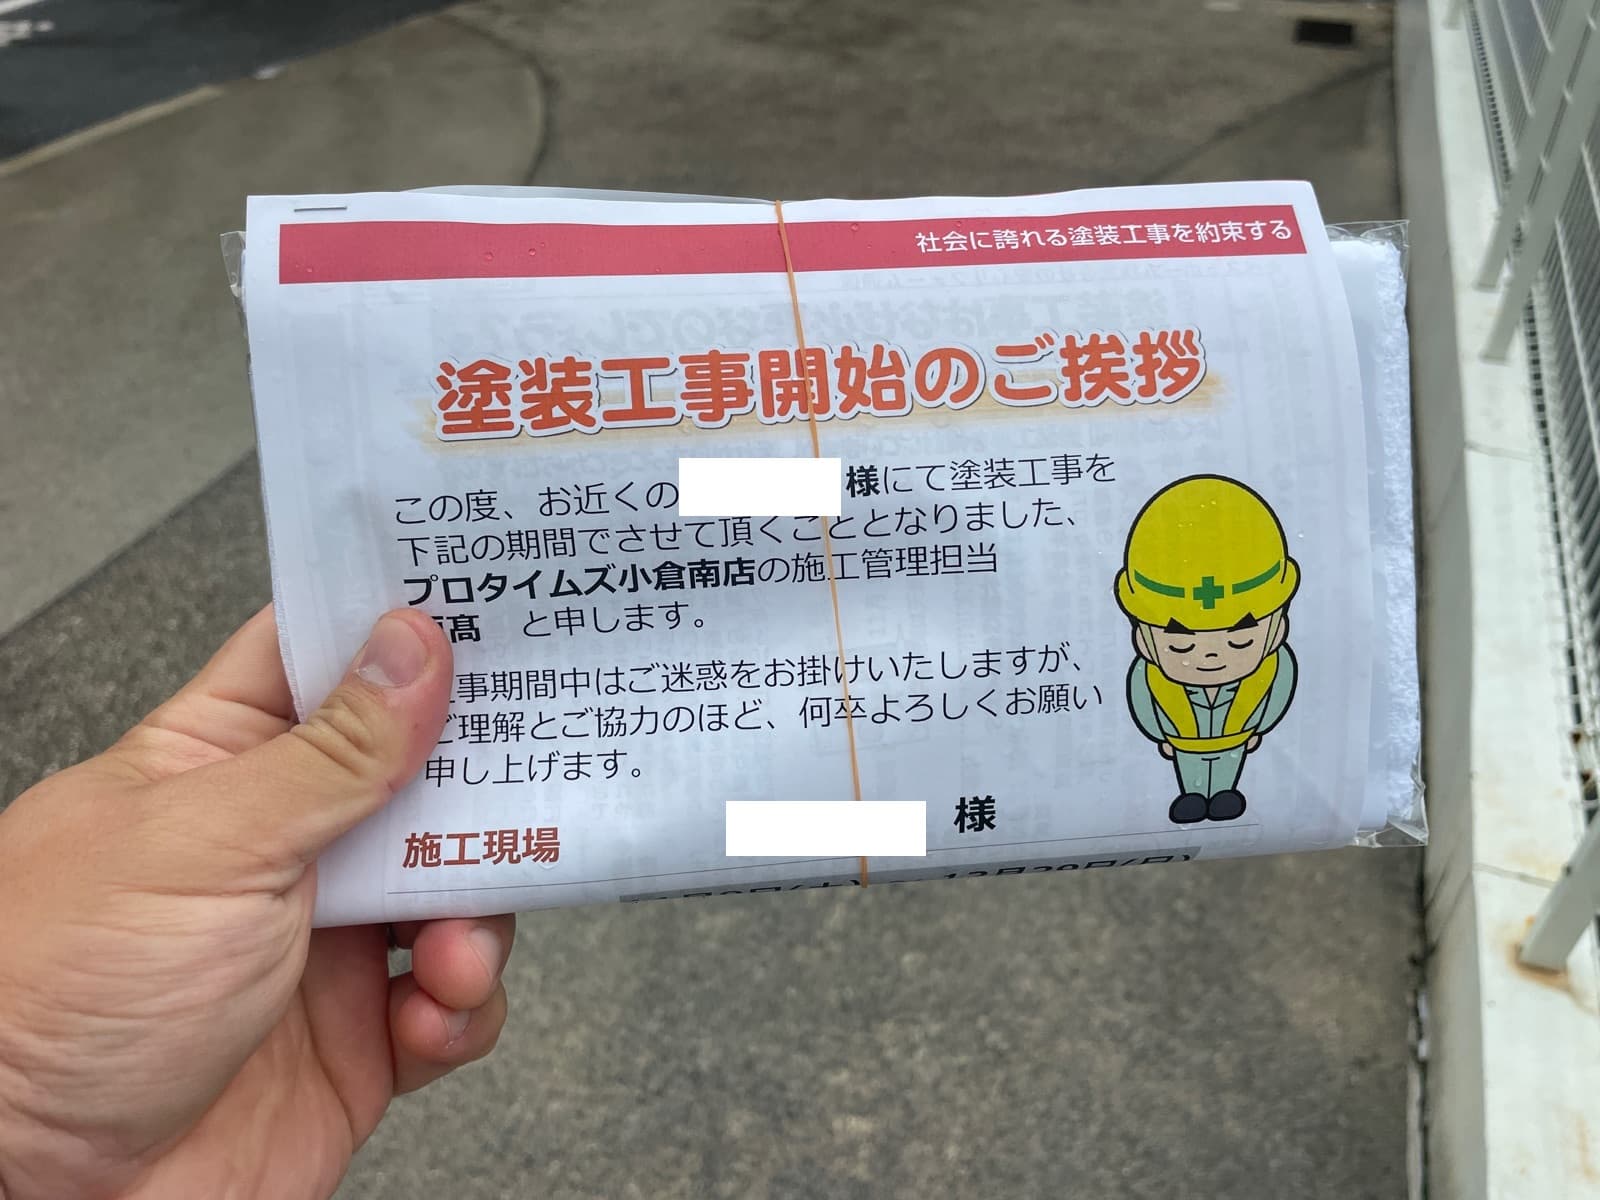 社会に誇れる塗装工事を約束する
塗装工事開始のご挨拶
この度、お近くの 様にて塗装工事を
下記の期間でさせて頂くこととなりました、
プロタイムズ小倉南店の施工管理担当
髙 と申します。
事期間中はご迷惑をお掛けいたしますが、
ご理解とご協力のほど、何卒よろしくお願い
申し上げます。
様
施工現場